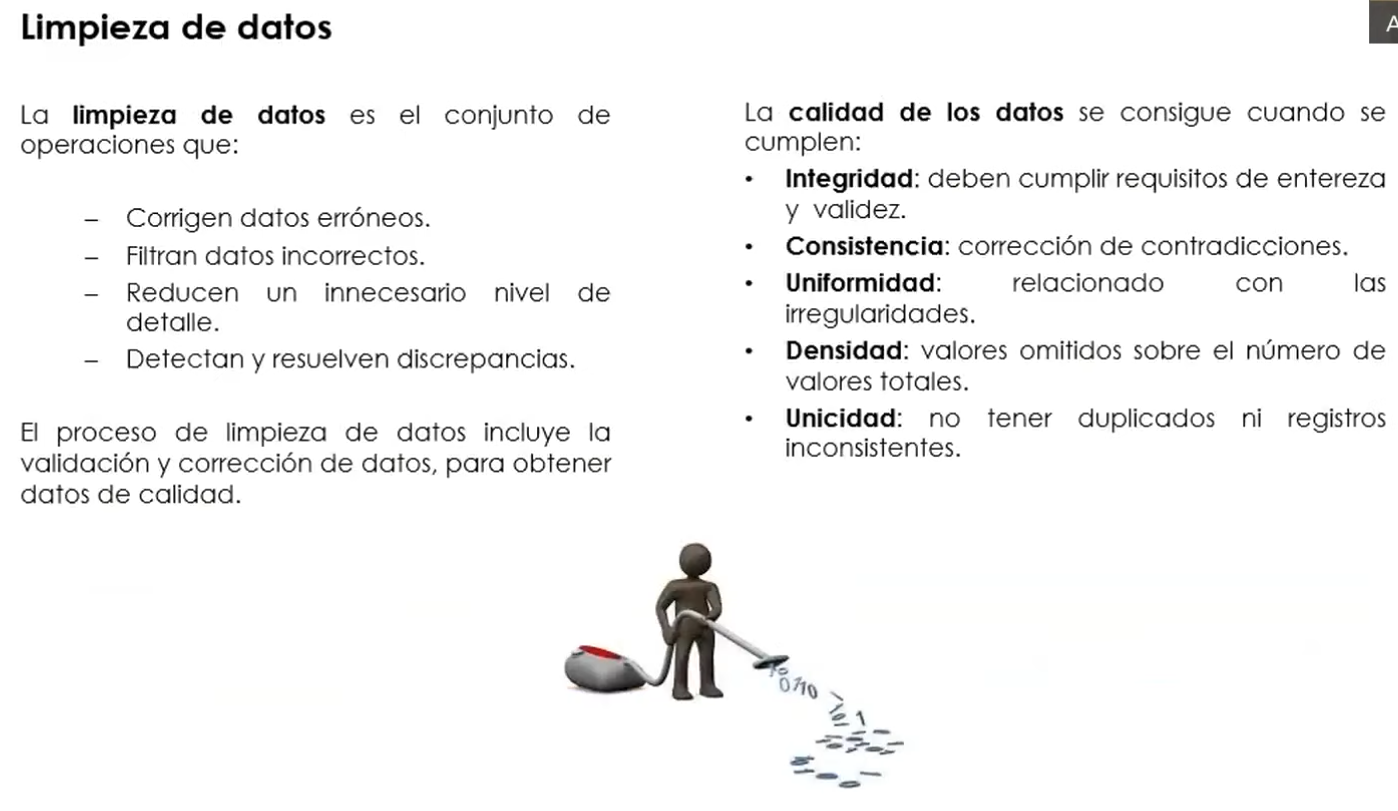 Limpieza de datos
A
La limpieza de datos es el conjunto de
operaciones que:
– Corrigen datos erróneos.
– Filtran datos incorrectos.
– Reducen un innecesario nivel de
detalle.
– Detectan y resuelven discrepancias.
El proceso de limpieza de datos incluye la
validación y corrección de datos, para obtener
datos de calidad.
La calidad de los datos se consigue cuando se
cumplen:
• Integridad: deben cumplir requisitos de entereza
y validez.
• Consistencia: corrección de contradicciones.
• Uniformidad: relacionado con las
irregularidades.
• Densidad: valores omitidos sobre el número de
valores totales.
• Unicidad: no tener duplicados ni registros
inconsistentes.